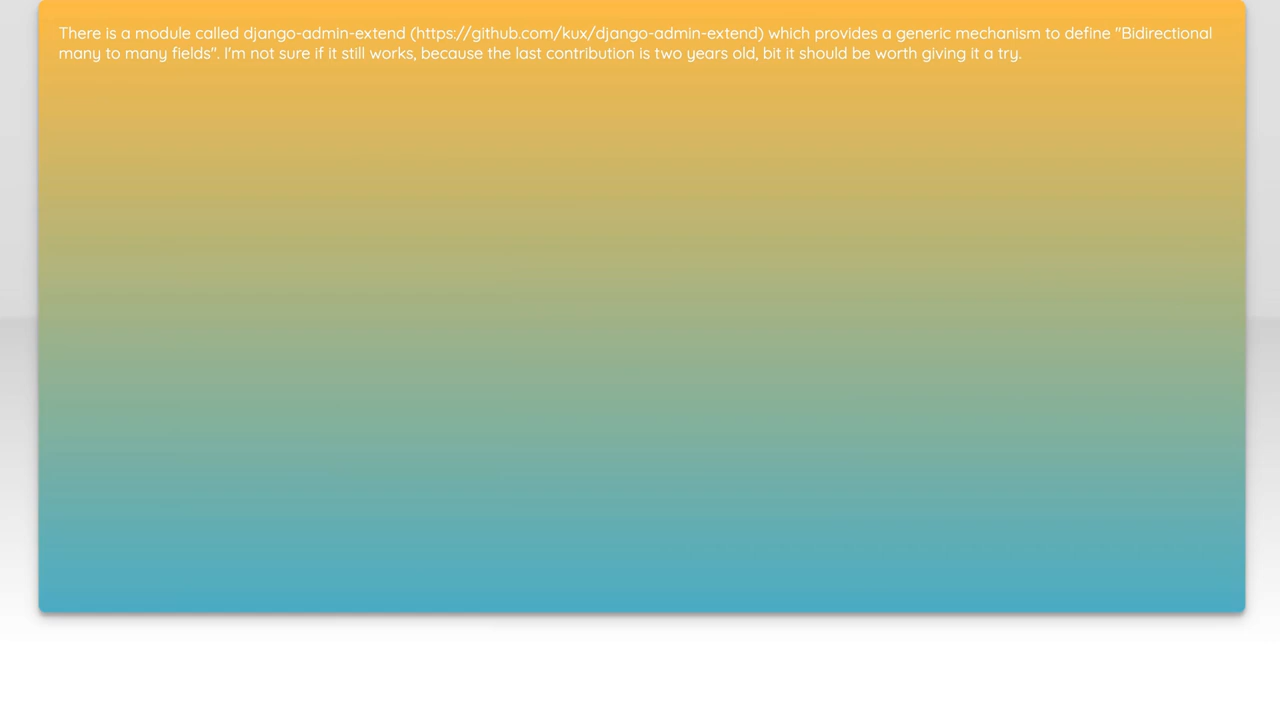 There is a module called django-admin-extend (https://github.com/kux/django-admin-extend) which provides a generic mechanism to define "Bidirectional
many to many fields". I'm not sure if it still works, because the last contribution is two years old, bit it should be worth giving it a try.